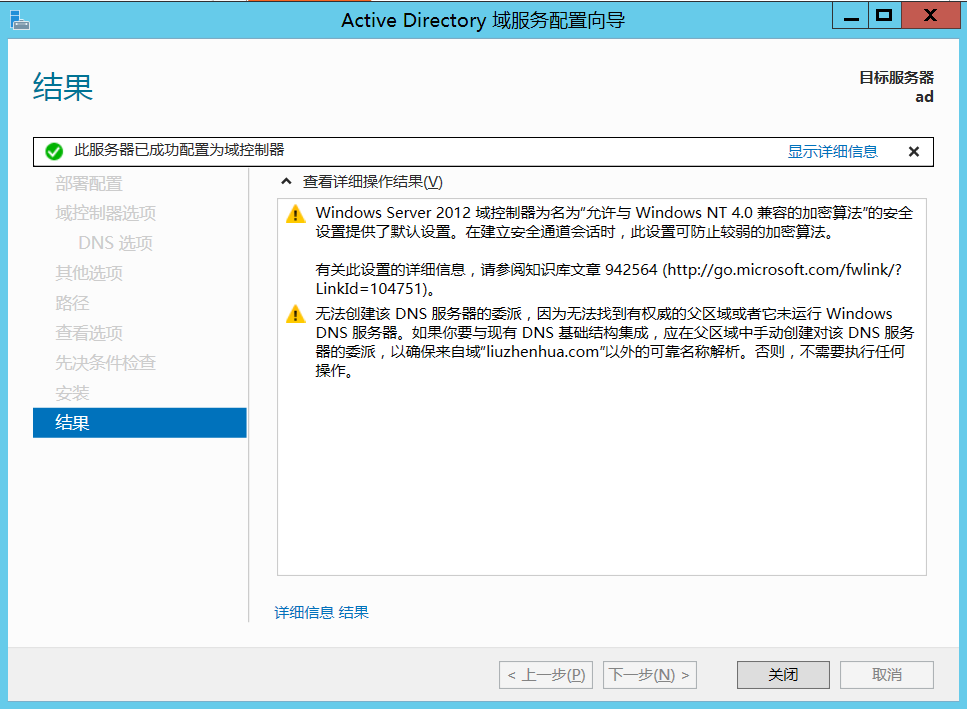 Active Directory 域服务配置向导
结果
目标服务器
ad
此服务器已成功配置为域控制器
显示详细信息
部署配置
域控制器选项
DNS 选项
其他选项
路径
查看选项
先决条件检查
安装
结果
查看详细操作结果(V)
Windows Server 2012 域控制器为名为“允许与 Windows NT 4.0 兼容的加密算法”的安全
设置提供了默认设置。在建立安全通道会话时，此设置可防止较弱的加密算法。
有关此设置的详细信息，请参阅知识库文章 942564 (http://go.microsoft.com/fwlink/?
LinkId=104751)。
无法创建该 DNS 服务器的委派，因为无法找到有权威的父区域或者它未运行 Windows
DNS 服务器。如果你要与现有 DNS 基础结构集成，应在父区域中手动创建对该 DNS 服务
器的委派，以确保来自域“liuzhenhua.com”以外的可靠名称解析。否则，不需要执行任何
操作。
详细信息 结果
< 上一步(P)
下一步(N) >
关闭
取消